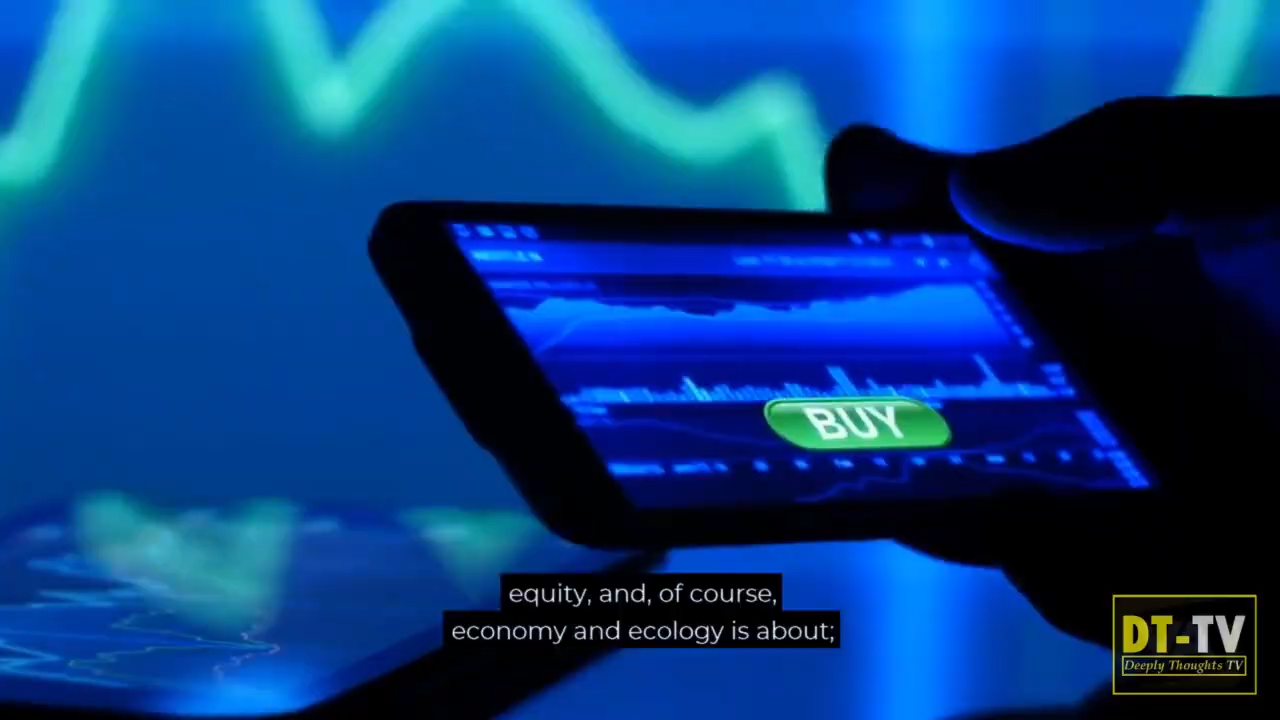 BUY
equity, and, of course,
economy and ecology is about;
DT-TV
Deeply Thoughts TV